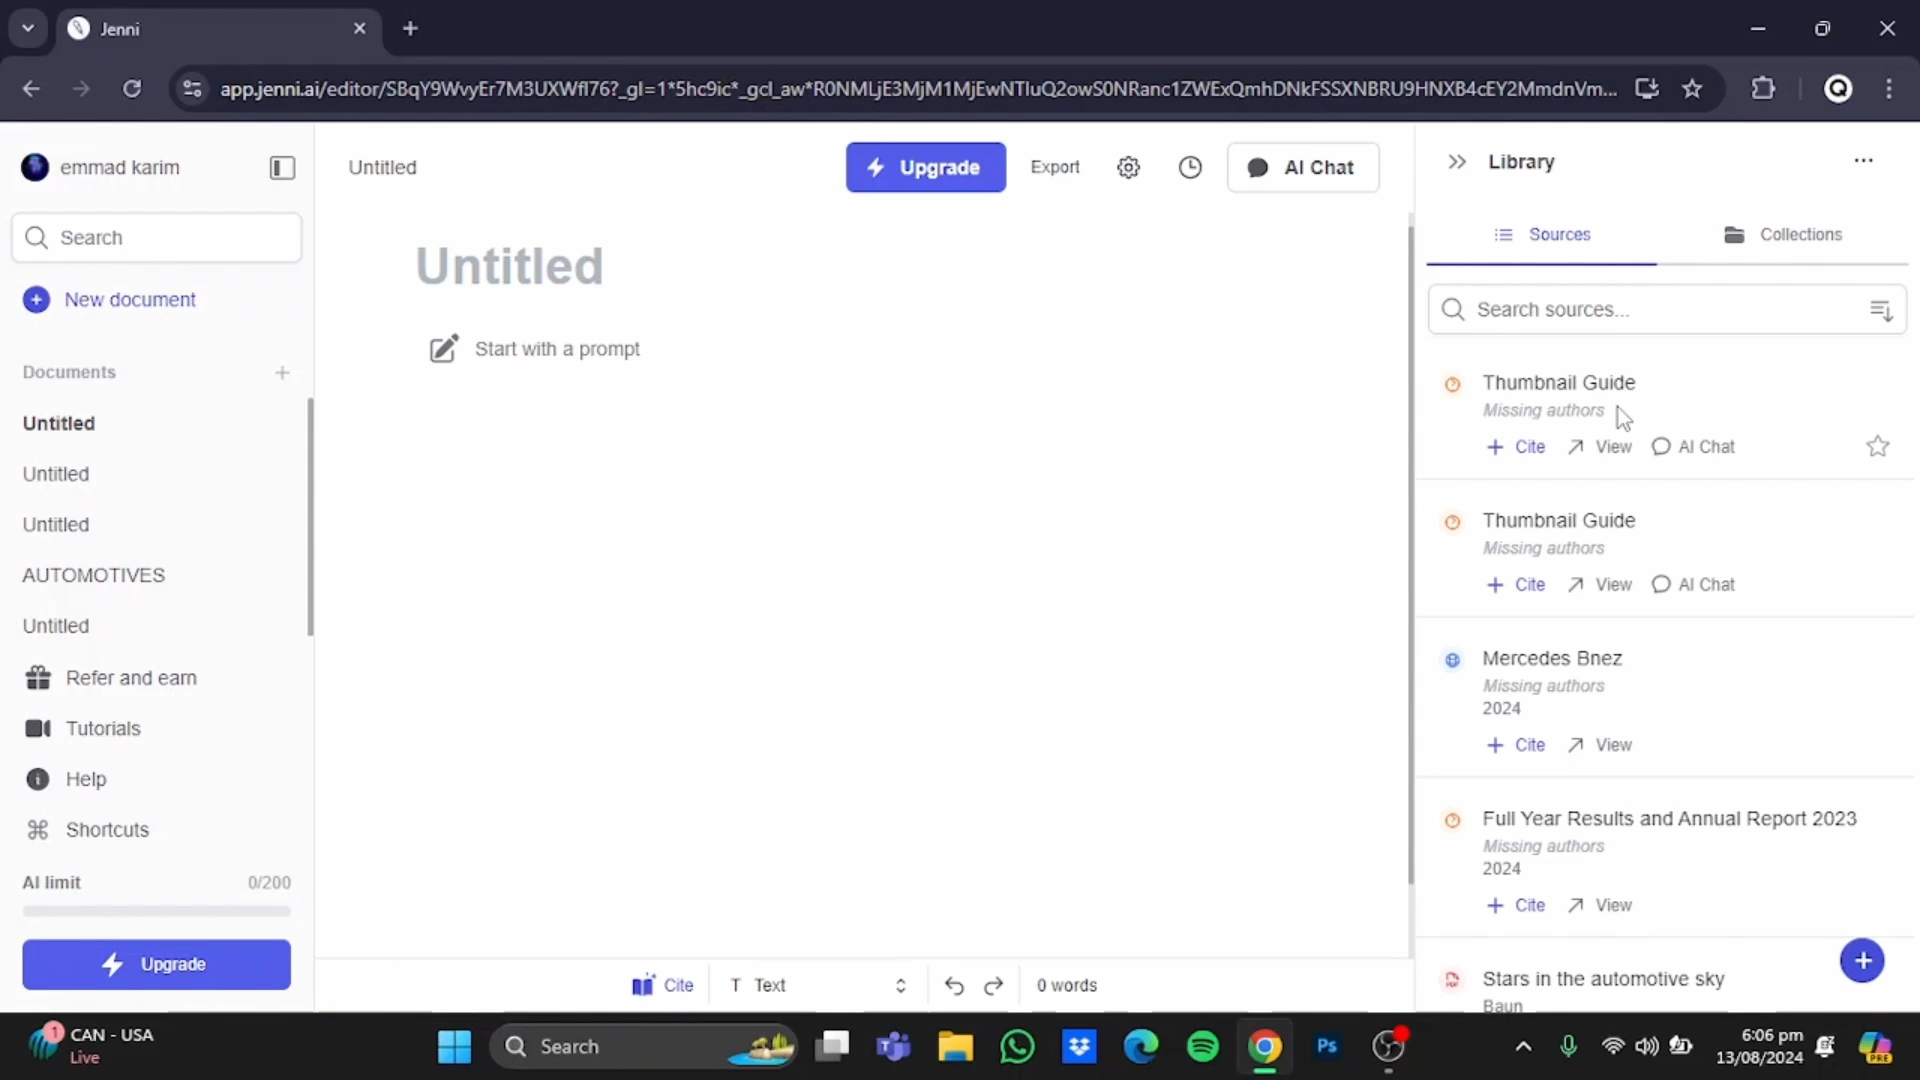 Jenni
app.jenni.ai/editor/SBqY9WvyEr7M3UXWfl76?_gl=1*5hc9ic*_gcl_aw*R0NMLjE3MjM1MjEwNTIuQ2owS0NRanc1ZWExQmhDNkFSSXNBRU9HNXB4cEY2MmdnVm...
emmad karim
Search
New document
Documents
Untitled
Untitled
Untitled
AUTOMOTIVES
Untitled
Refer and earn
Tutorials
Help
Shortcuts
AI limit 0/200
Upgrade
Untitled
Upgrade
Export
AI Chat
Untitled
Start with a prompt
Cite
T Text
0 words
Library
Sources
Collections
Search sources...
Thumbnail Guide
Missing authors
Cite View AI Chat
Thumbnail Guide
Missing authors
Cite View AI Chat
Mercedes Bnez
Missing authors
2024
Cite View
Full Year Results and Annual Report 2023
Missing authors
2024
Cite View
Stars in the automotive sky
Baun
1
CAN - USA
Live
Search
Ps
PRE
6:06 pm
13/08/2024